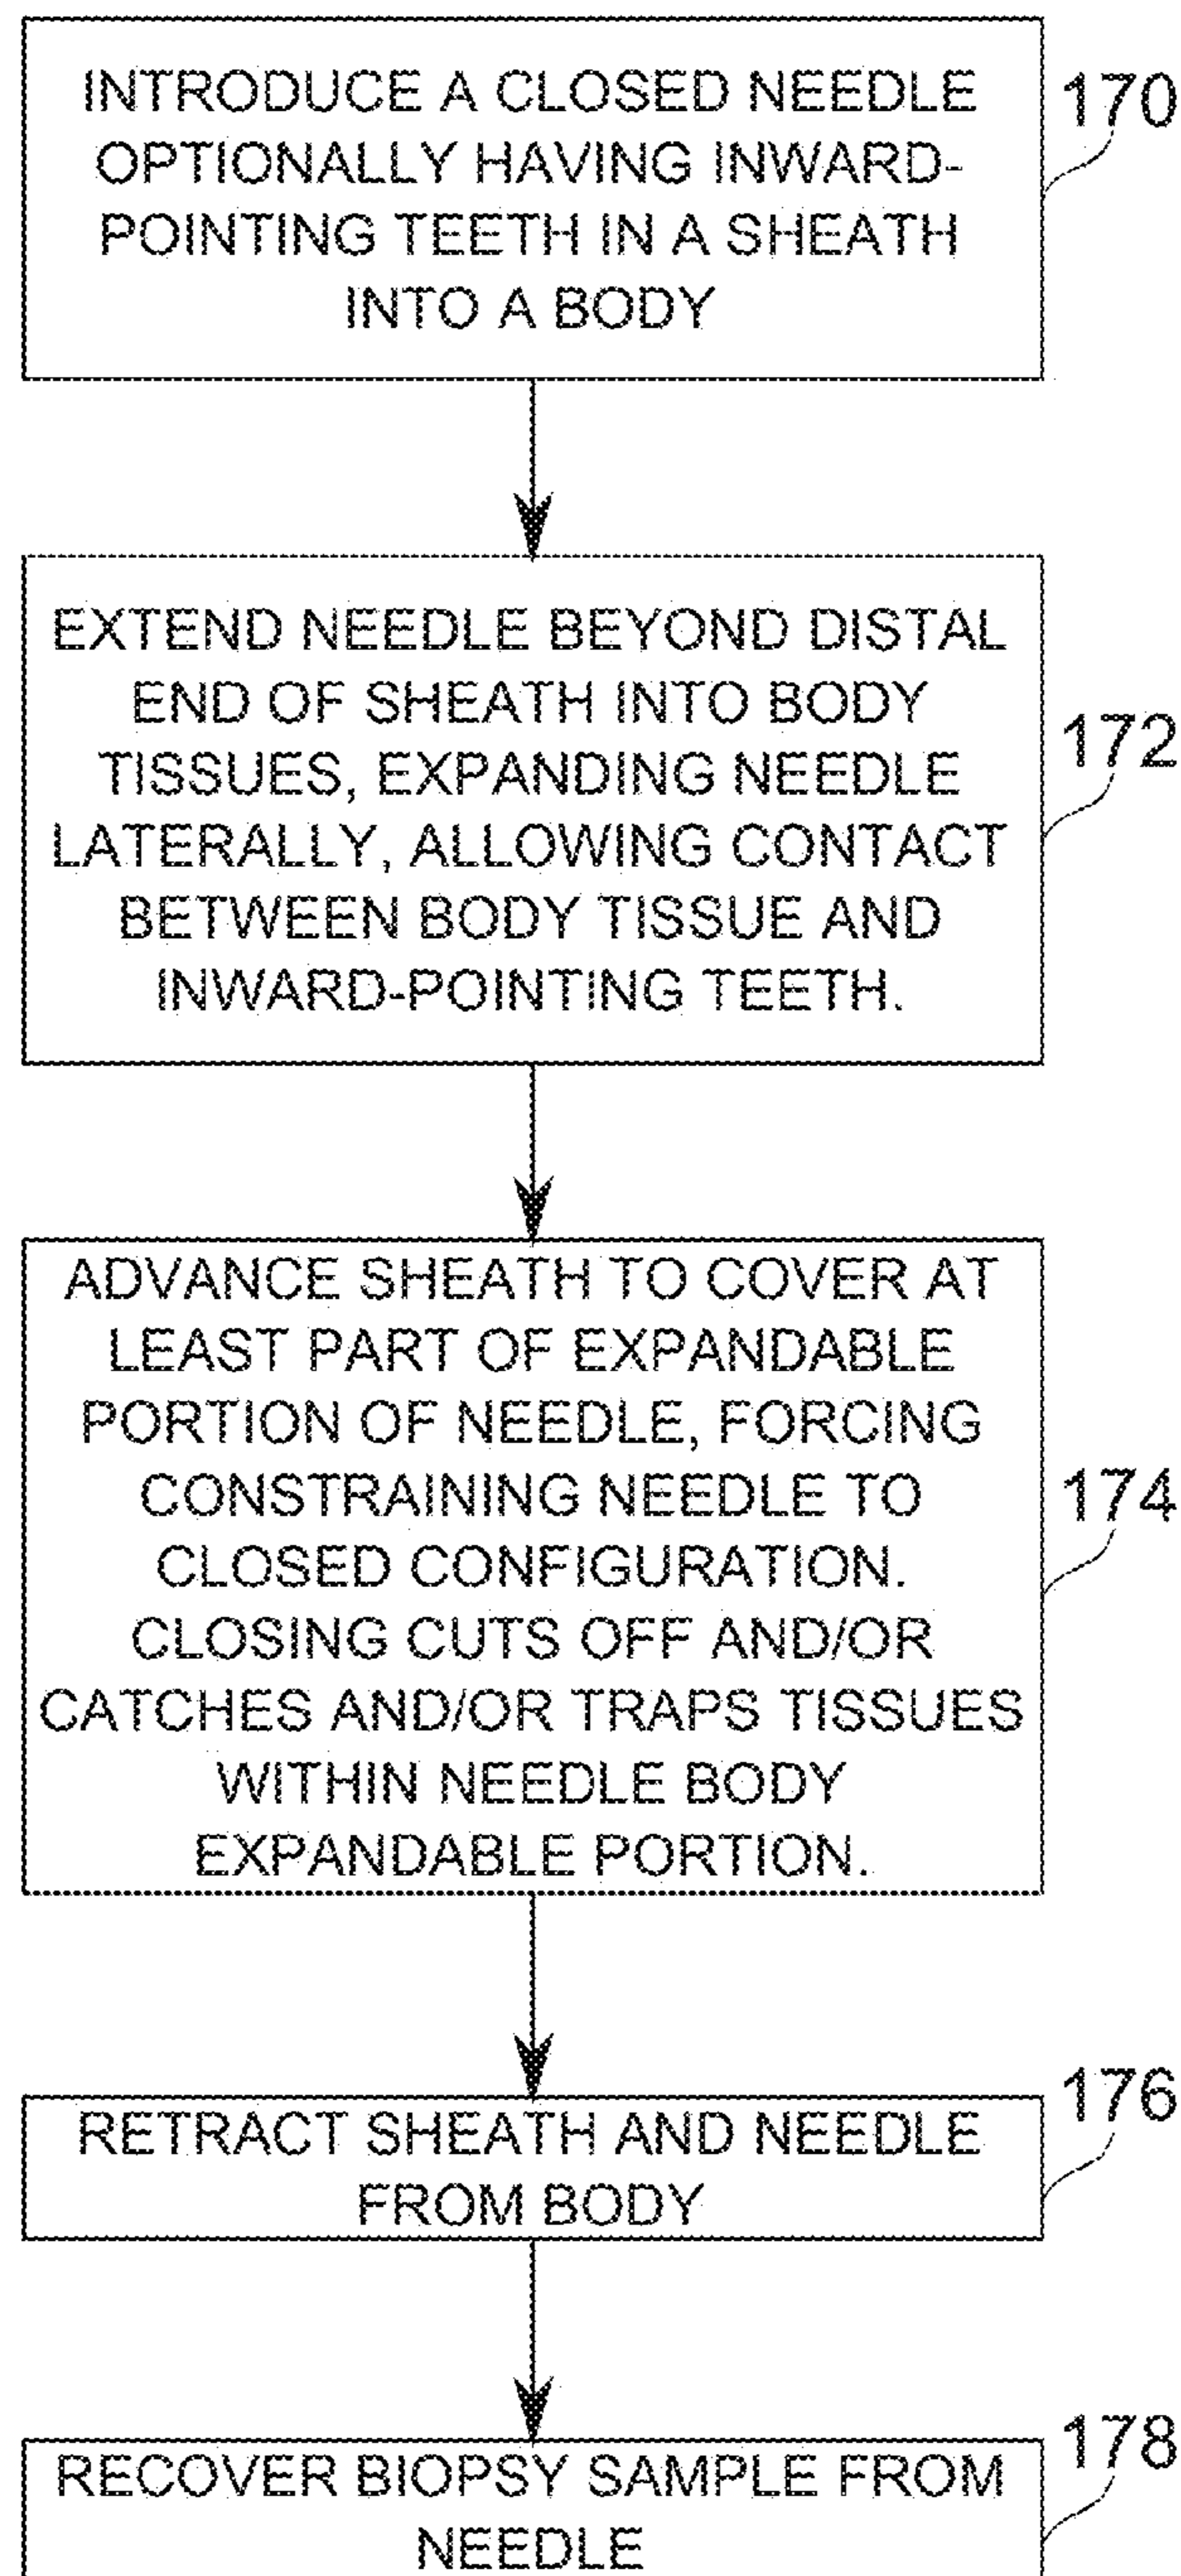 INTRODUCE A CLOSED NEEDLE
OPTIONALLY HAVING INWARD-
POINTING TEETH IN A SHEATH
INTO A BODY
170
EXTEND NEEDLE BEYOND DISTAL
END OF SHEATH INTO BODY
TISSUES, EXPANDING NEEDLE
LATERALLY, ALLOWING CONTACT
BETWEEN BODY TISSUE AND
INWARD-POINTING TEETH.
172
ADVANCE SHEATH TO COVER AT
LEAST PART OF EXPANDABLE
PORTION OF NEEDLE, FORCING
CONSTRAINING NEEDLE TO
CLOSED CONFIGURATION.
CLOSING CUTS OFF AND/OR
CATCHES AND/OR TRAPS TISSUES
WITHIN NEEDLE BODY
EXPANDABLE PORTION.
174
RETRACT SHEATH AND NEEDLE
FROM BODY
176
RECOVER BIOPSY SAMPLE FROM
NEEDLE
178